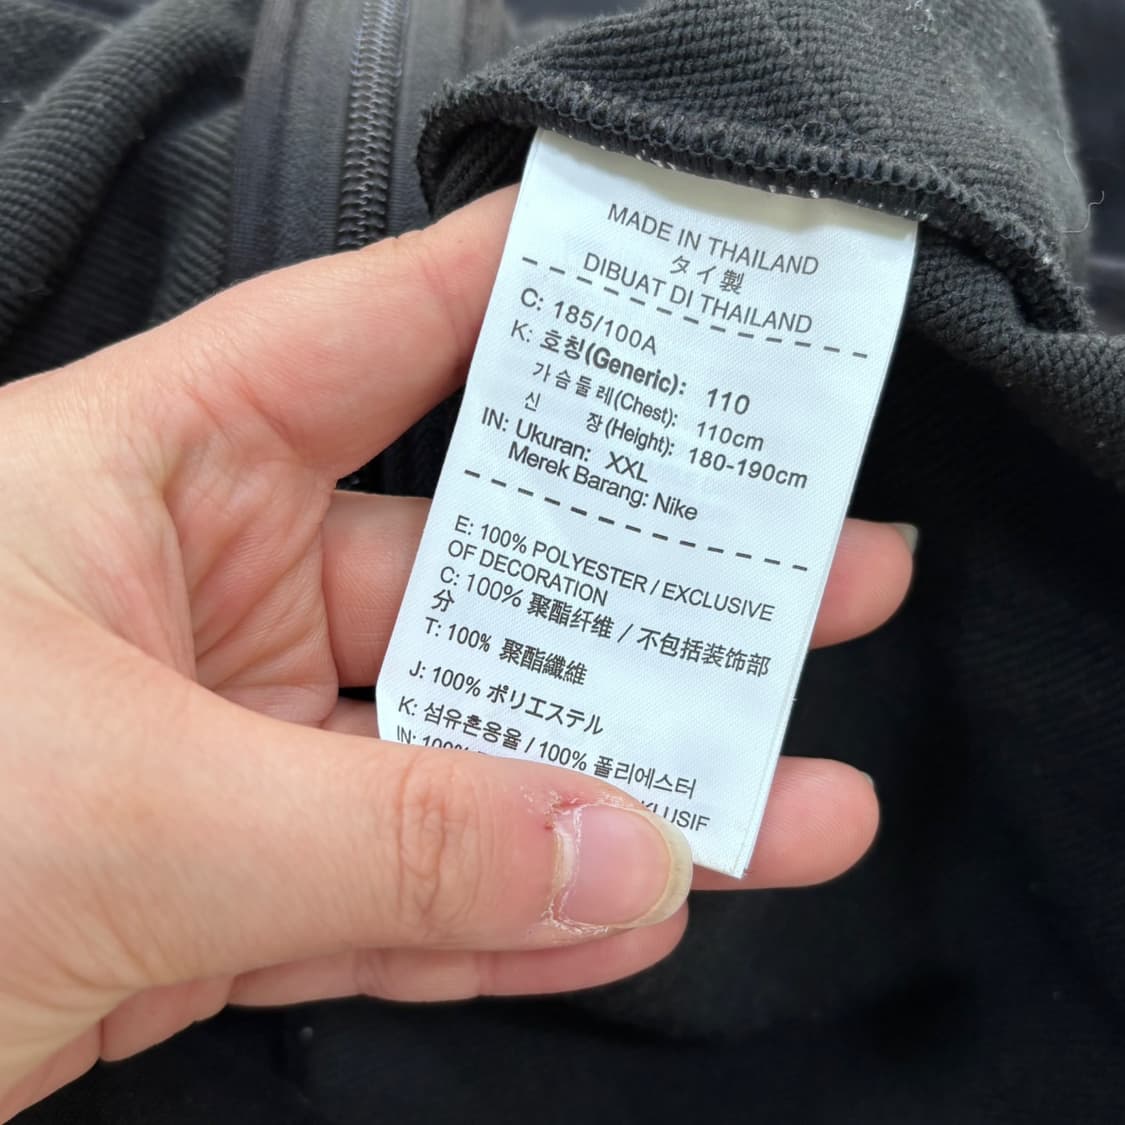 MADE IN THAILAND
タイ製
DIBUAT DI THAILAND
C: 185/100A
K: 호칭(Generic): 110
가슴둘레(Chest): 110cm
신 장(Height): 180-190cm
IN: Ukuran: XXL
Merek Barang: Nike
E: 100% POLYESTER / EXCLUSIVE
OF DECORATION
C: 100% 聚酯纤维 / 不包括装饰部
分
T: 100% 聚酯纖維
J: 100% ポリエステル
K: 섬유혼용율 / 100% 폴리에스터
IN: 100%